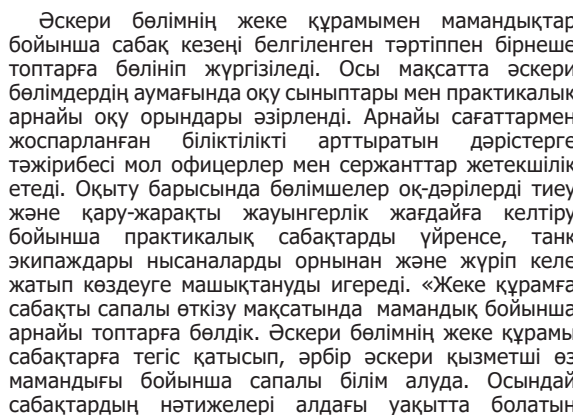 Әскери бөлімнің жеке құрамымен мамандықтар
бойынша сабақ кезеңі белгіленген тәртіппен бірнеше
топтарға бөлініп жүргізіледі. Осы мақсатта әскери
бөлімдердің аумағында оқу сыныптары мен практикалық
арнайы оқу орындары әзірленді. Арнайы сағаттармен
жоспарланған біліктілікті арттыратын дәрістерге
тәжірибесі мол офицерлер мен сержанттар жетекшілік
етеді. Оқыту барысында бөлімшелер оқ-дәрілерді тиеу
және қару-жарақты жауынгерлік жағдайға келтіру
бойынша практикалық сабақтарды үйренсе, танк
экипаждары нысаналарды орнынан және жүріп келе
жатып көздеуге машықтануды игереді. «Жеке құрамға
сабақты сапалы өткізу мақсатында мамандық бойынша
арнайы топтарға бөлдік. Әскери бөлімнің жеке құрамы
сабақтарға тегіс қатысып, әрбір әскери қызметші өз
мамандығы бойынша сапалы білім алуда. Осындай
сабақтардың нәтижелері алдағы уақытта болатын